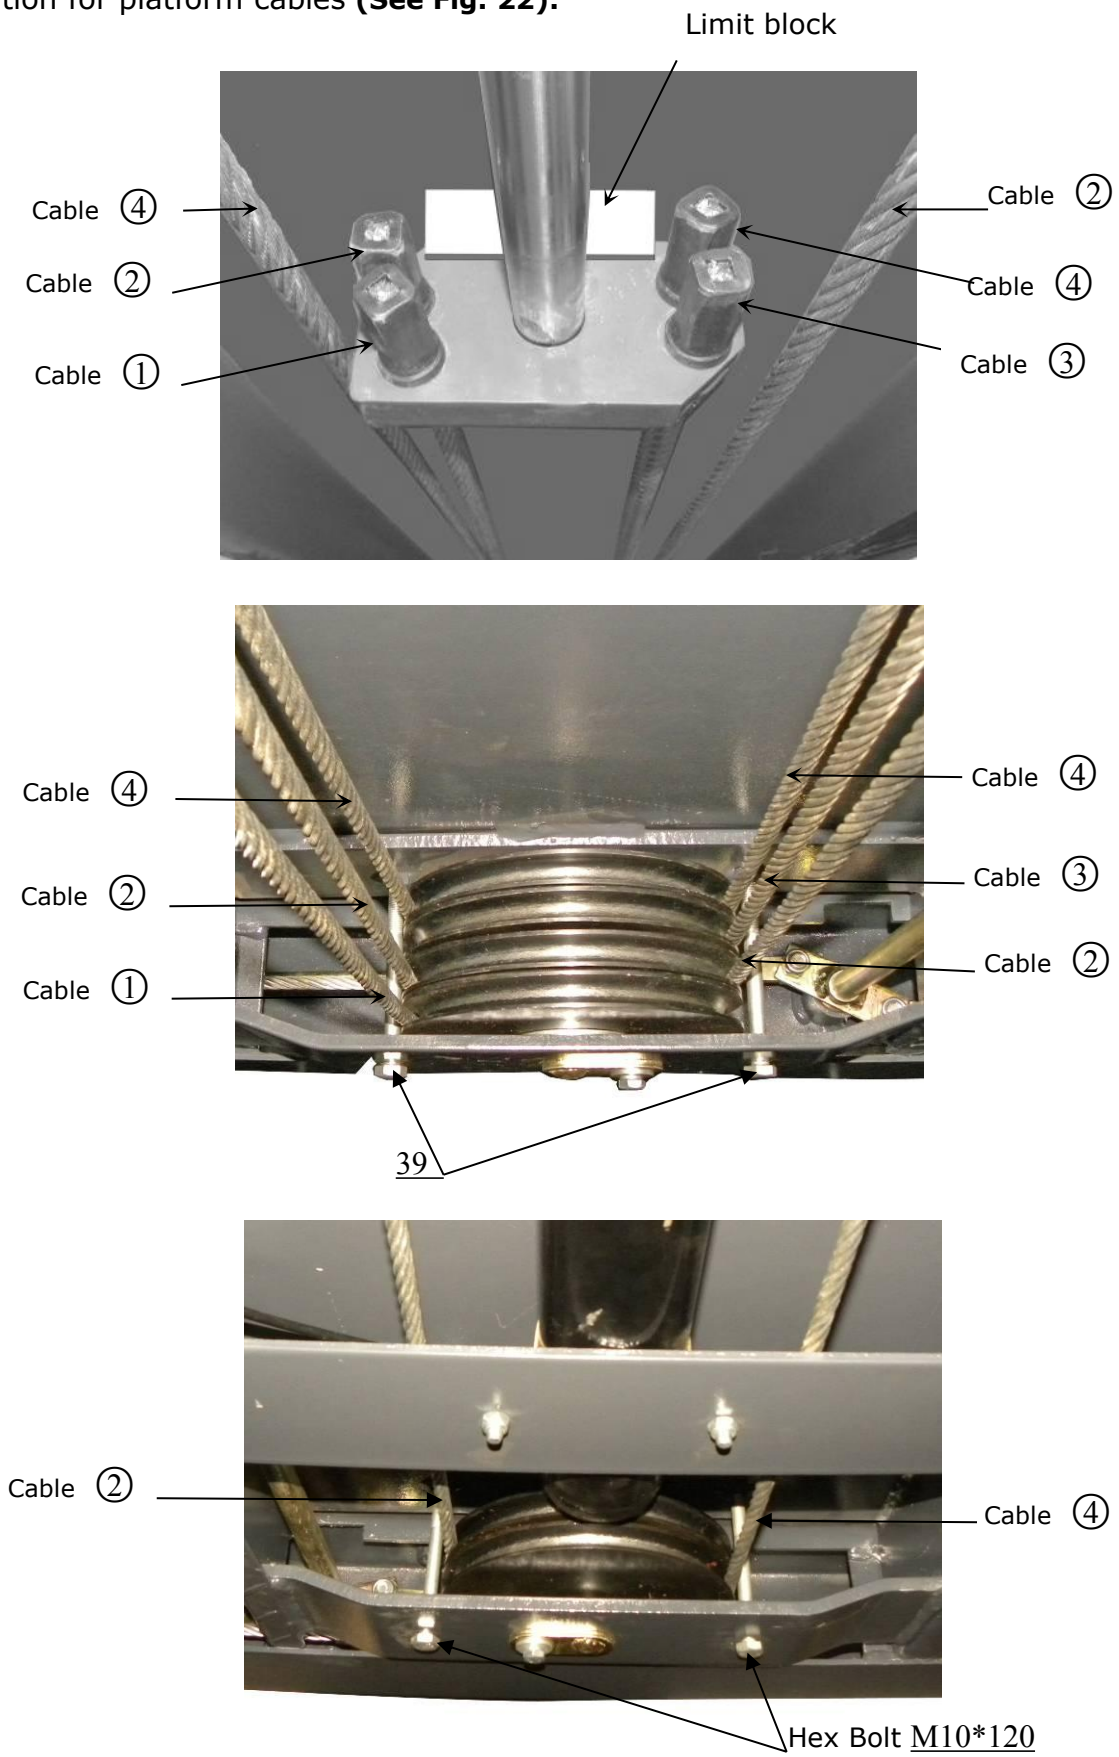 tion for platform cables (See Fig. 22).
Limit block
Cable ④
Cable ②
Cable ②
Cable ④
Cable ①
Cable ③
Cable ④
Cable ④
Cable ②
Cable ③
Cable ①
Cable ②
39
Cable ②
Cable ④
Hex Bolt M10*120